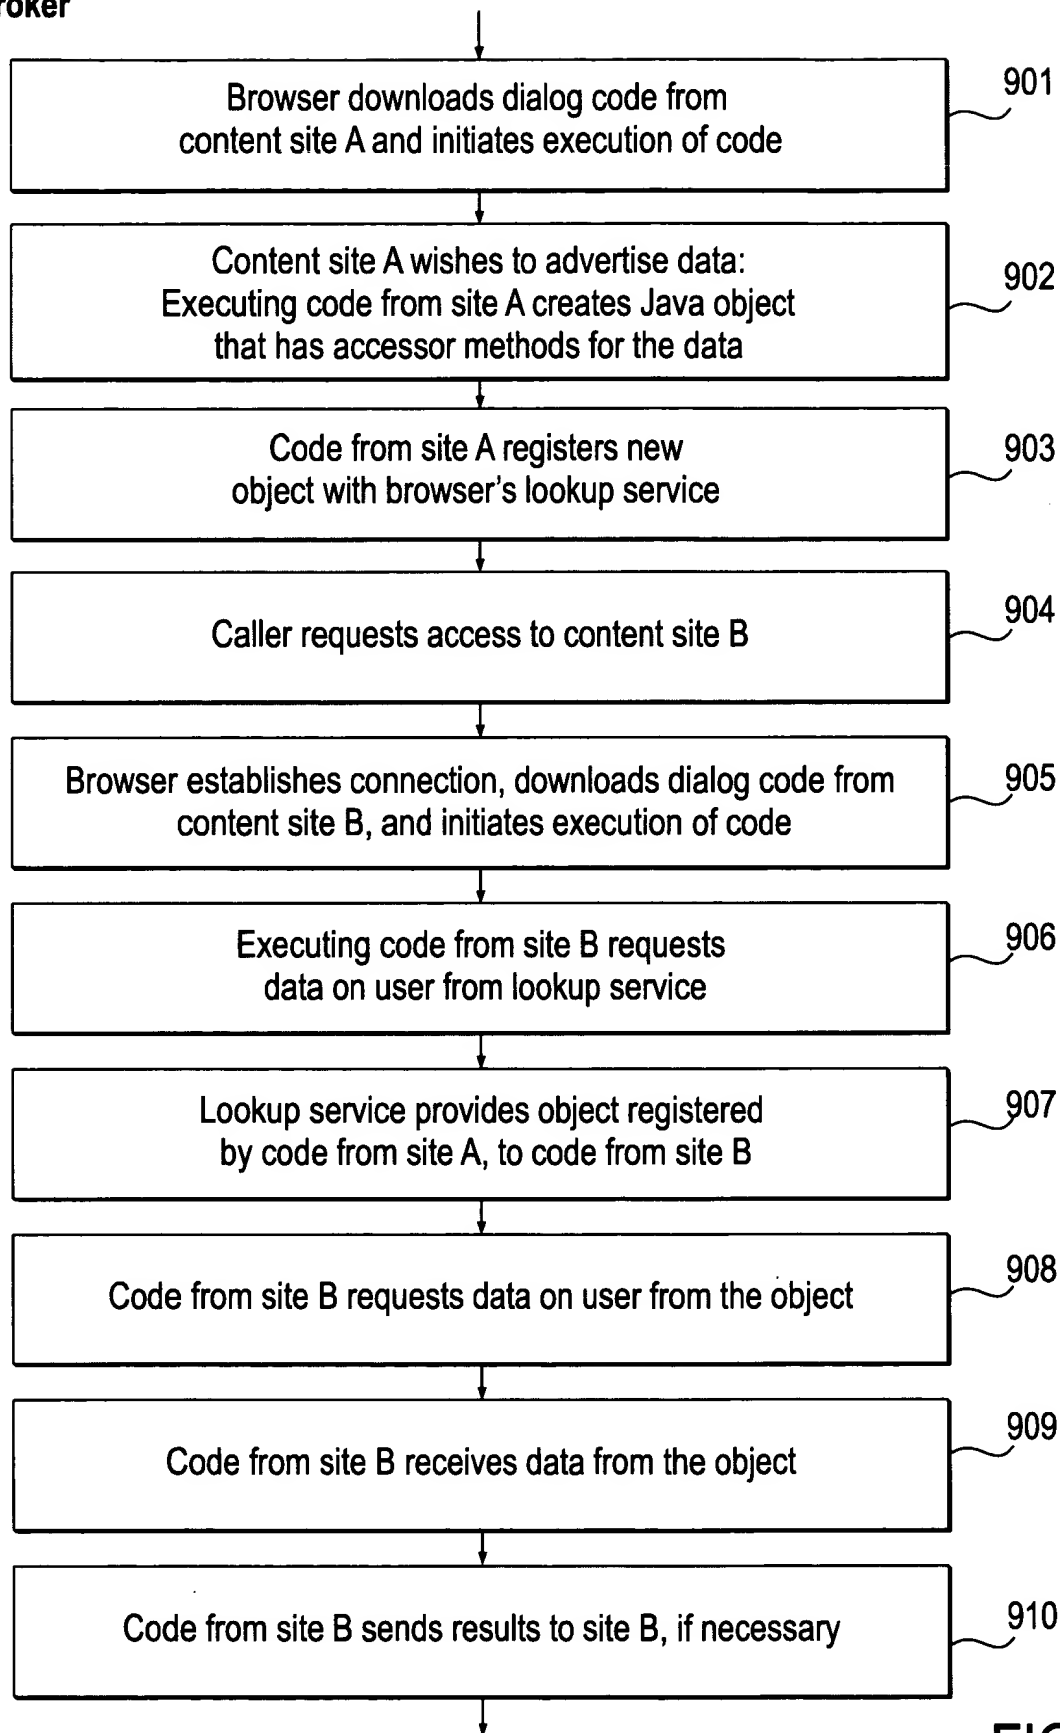 Browser downloads dialog code from
content site A and initiates execution of code
901
Content site A wishes to advertise data:
Executing code from site A creates Java object
that has accessor methods for the data
902
Code from site A registers new
object with browser's lookup service
903
Caller requests access to content site B
904
Browser establishes connection, downloads dialog code from
content site B, and initiates execution of code
905
Executing code from site B requests
data on user from lookup service
906
Lookup service provides object registered
by code from site A, to code from site B
907
Code from site B requests data on user from the object
908
Code from site B receives data from the object
909
Code from site B sends results to site B, if necessary
910